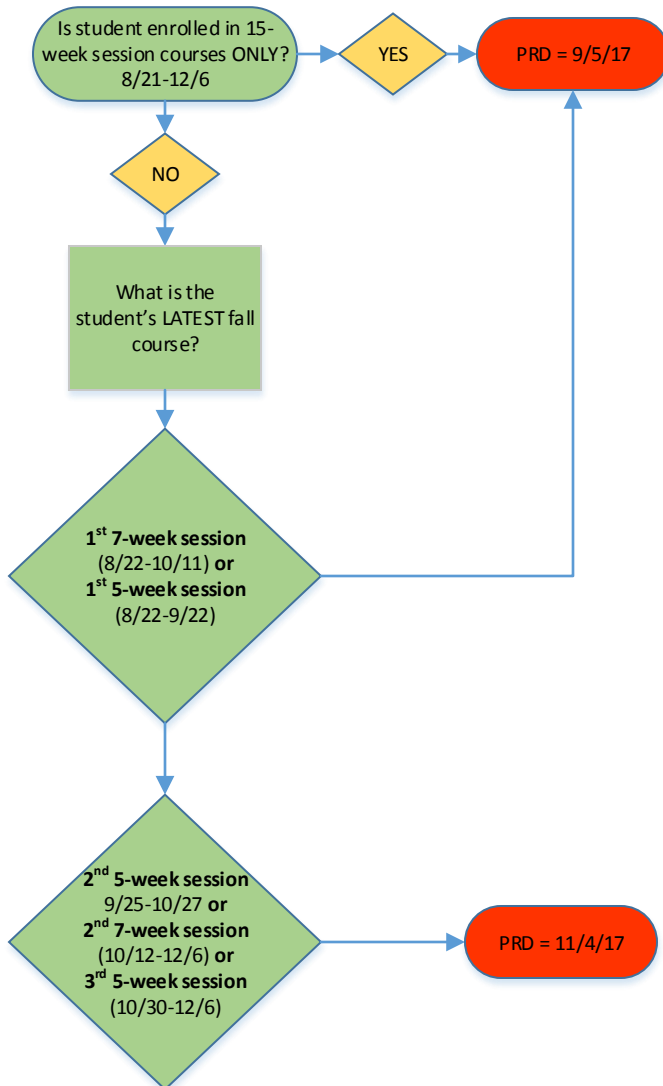 Is student enrolled in 15-
week session courses ONLY?
8/21-12/6
YES
PRD = 9/5/17
NO
What is the
student’s LATEST fall
course?
1st 7-week session
(8/22-10/11) or
1st 5-week session
(8/22-9/22)
2nd 5-week session
9/25-10/27 or
2nd 7-week session
(10/12-12/6) or
3rd 5-week session
(10/30-12/6)
PRD = 11/4/17